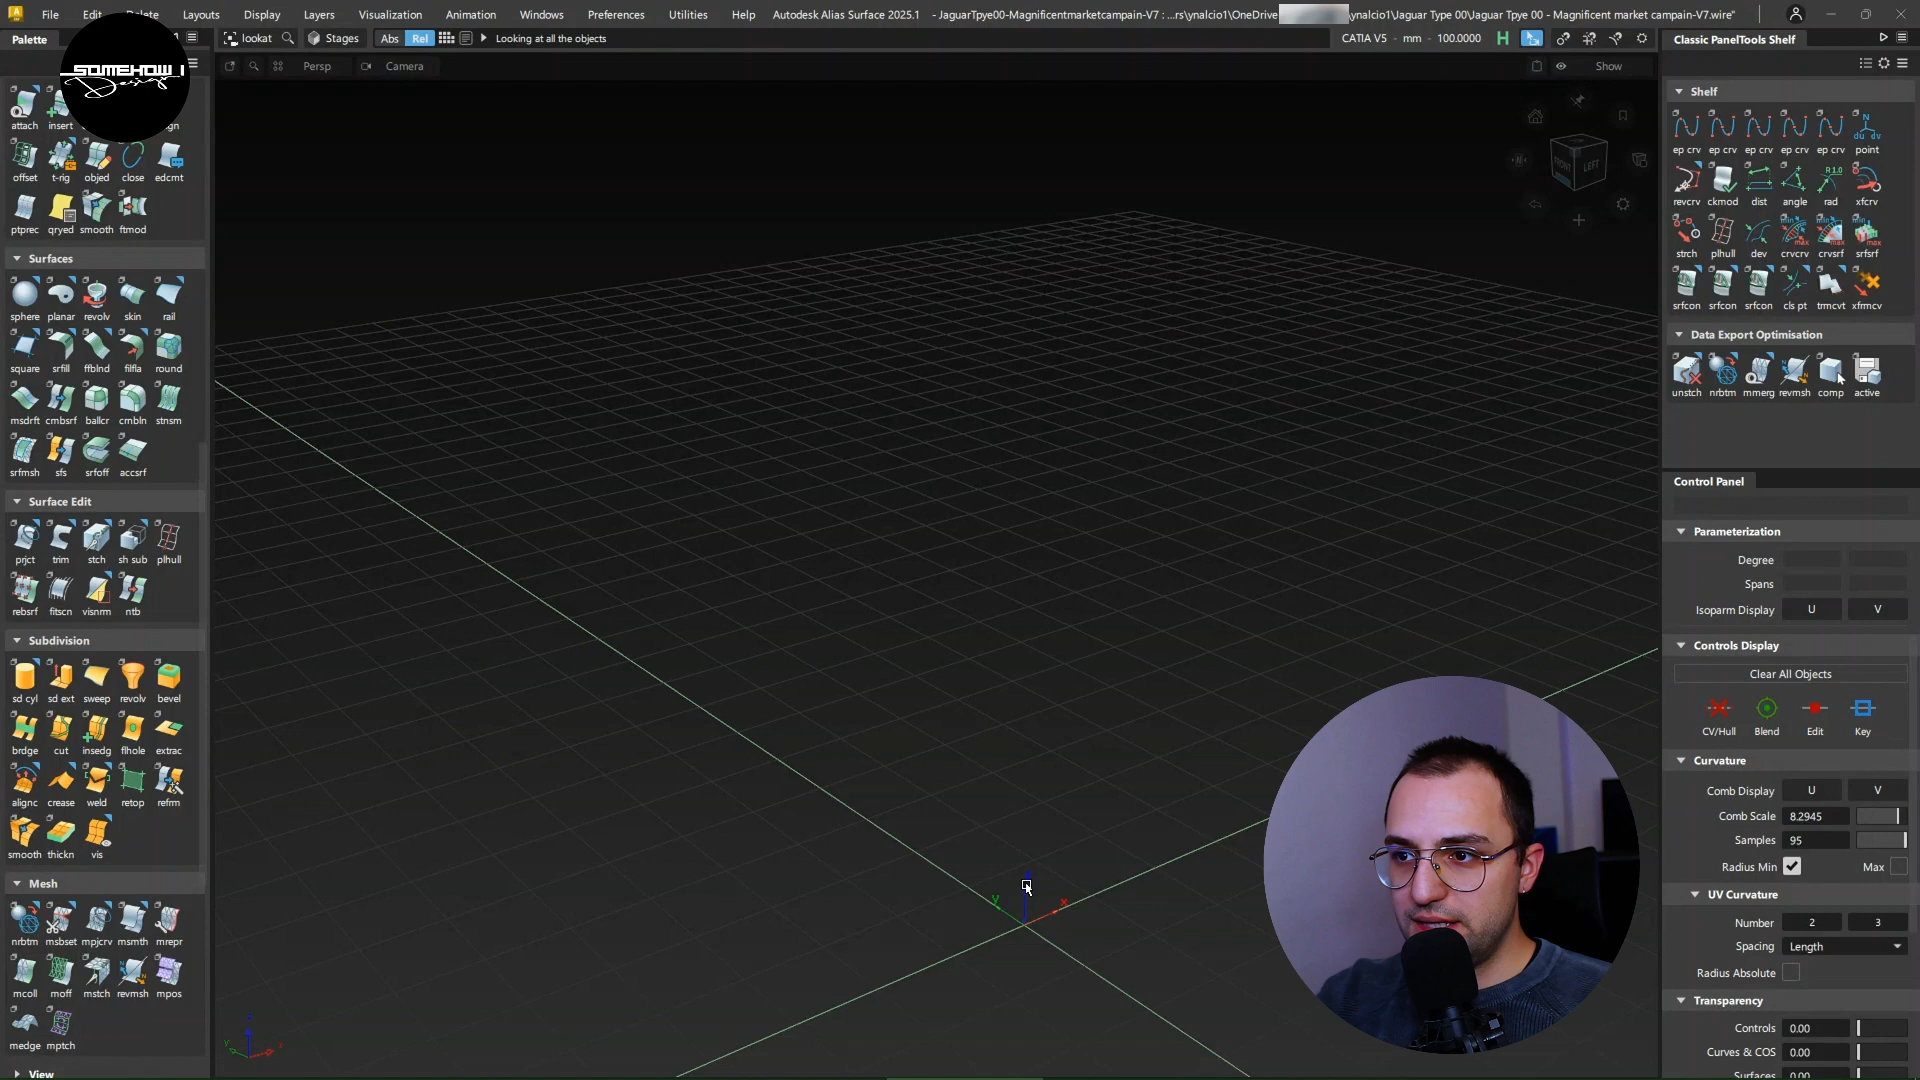 File Edit Delete Layouts Display Layers Visualization Animation Windows Preferences Utilities Help Autodesk Alias Surface 2025.1 - JaguarTpye00-Magnificentmarketcampain-V7 : ...rs\ynalcio1\OneDrive ynalcio1\Jaguar Type 00\Jaguar Tpye 00 - Magnificent market campain-V7.wire"
Palette
lookat Stages Abs Rel Looking at all the objects CATIA V5 - mm - 100.0000 H
Classic PanelTools Shelf
SOMEHOW I
Design
Persp Camera Show
attach insert
offset t-rig objed close edcmt
ptprec qryed smooth ftmod
Surfaces
sphere planar revolv skin rail
square srfill ffblnd filfla round
msdrft cmbsrf ballcr cmbln stnsm
srfmsh sfs srfoff accsrf
Surface Edit
prjct trim stch sh sub plhull
rebsrf fitscn visnrm ntb
Subdivision
sd cyl sd ext sweep revolv bevel
brdge cut insedg flhole extrac
alignc crease weld retop refrm
smooth thickn vis
Mesh
nrbtm msbset mpjcrv msmth mrepr
mcoll moff mstch revmsh mpos
medge mptch
View
FRONT LEFT
y x
z
y x
Shelf
ep crv ep crv ep crv ep crv ep crv point
revcrv ckmod dist angle rad xfcrv
strch plhull dev crvcrv crvsrf srfsrf
srfcon srfcon srfcon cls pt trmcvt xfmcv
Data Export Optimisation
unstch nrbtm mmerg revmsh comp active
Control Panel
Parameterization
Degree
Spans
Isoparm Display U V
Controls Display
Clear All Objects
CV/Hull Blend Edit Key
Curvature
Comb Display U V
Comb Scale 8.2945
Samples 95
Radius Min Max
UV Curvature
Number 2 3
Spacing Length
Radius Absolute
Transparency
Controls 0.00
Curves & COS 0.00
Surfaces 0.00